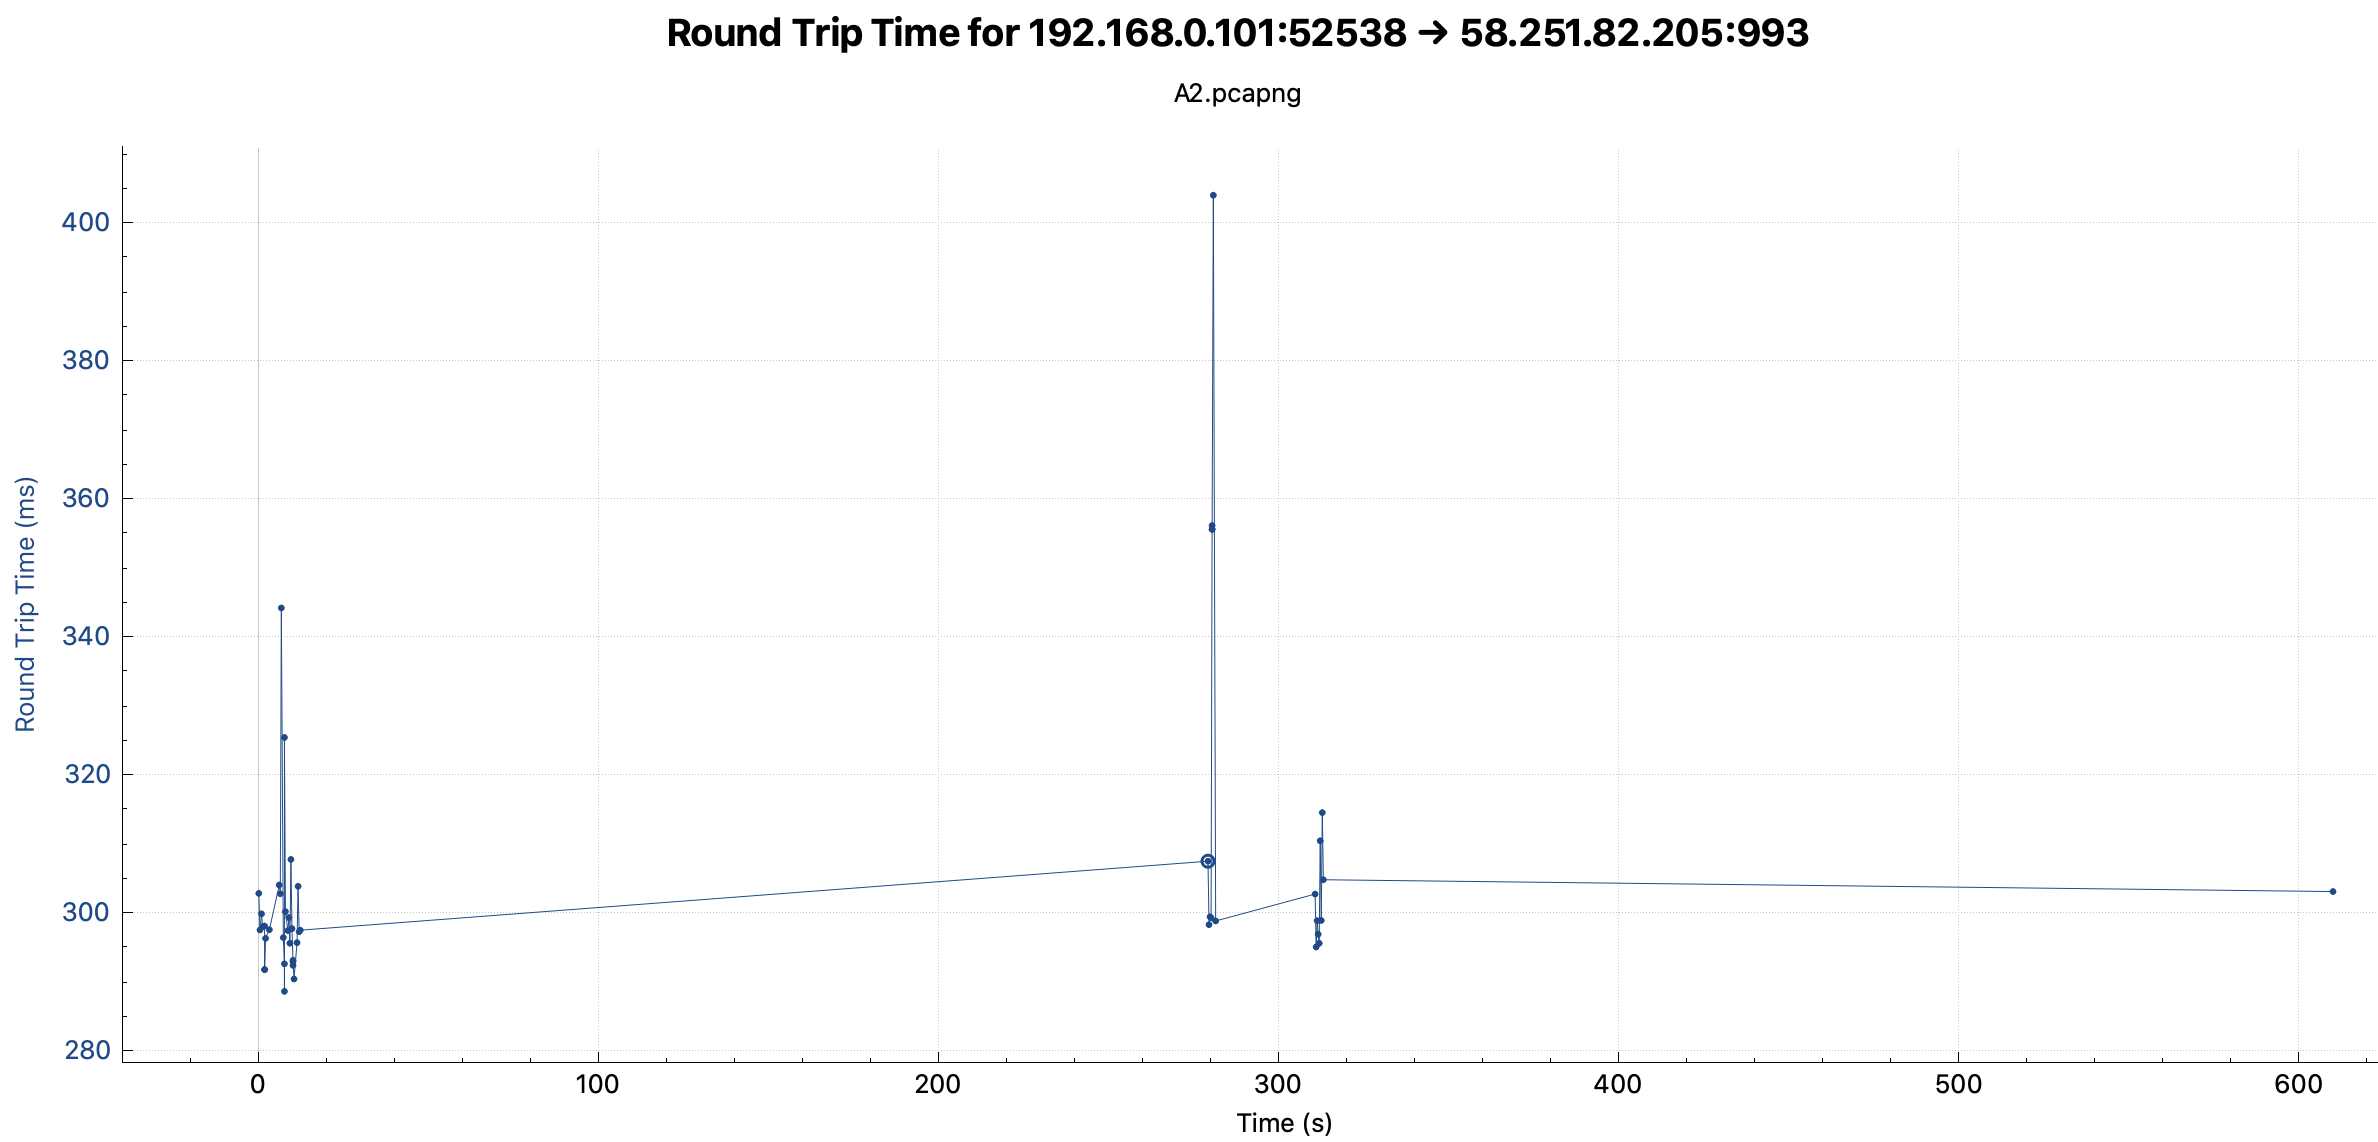 Round Trip Time for 192.168.0.101:52538 → 58.251.82.205:993
A2.pcapng
Round Trip Time (ms)
400
380
360
340
320
300
280
0 100 200 300 400 500 600
Time (s)